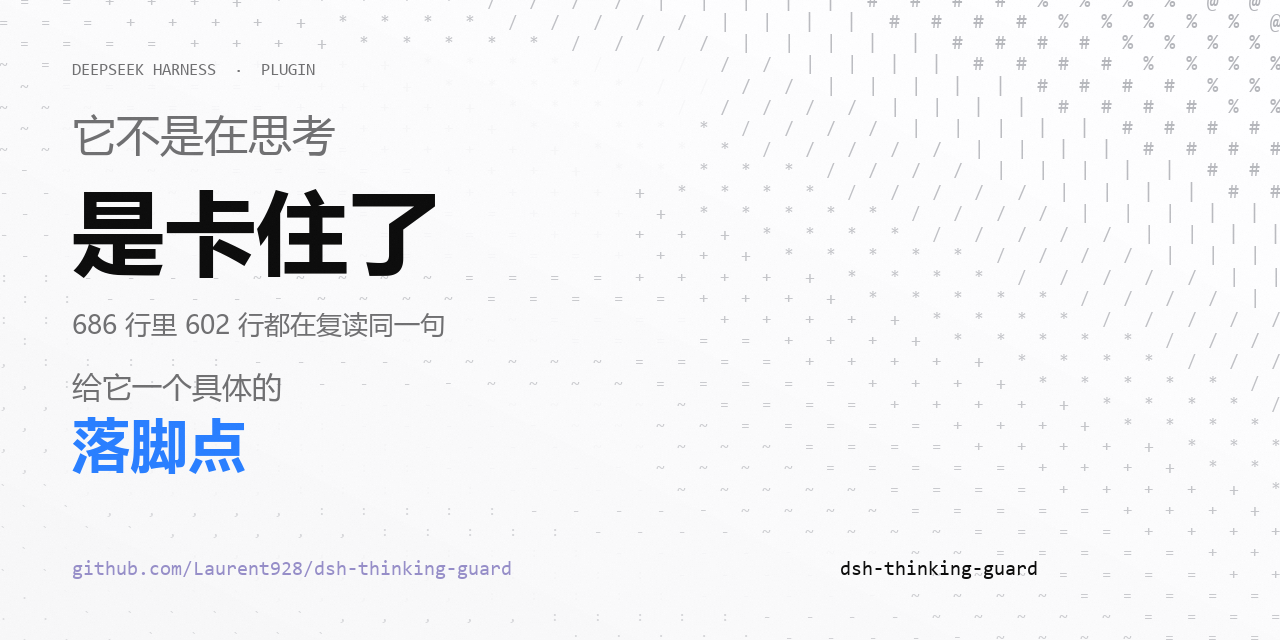 DEEPSEEK HARNESS · PLUGIN
它不是在思考
是卡住了
686 行里 602 行都在复读同一句
给它一个具体的
落脚点
github.com/Laurent928/dsh-thinking-guard
dsh-thinking-guard